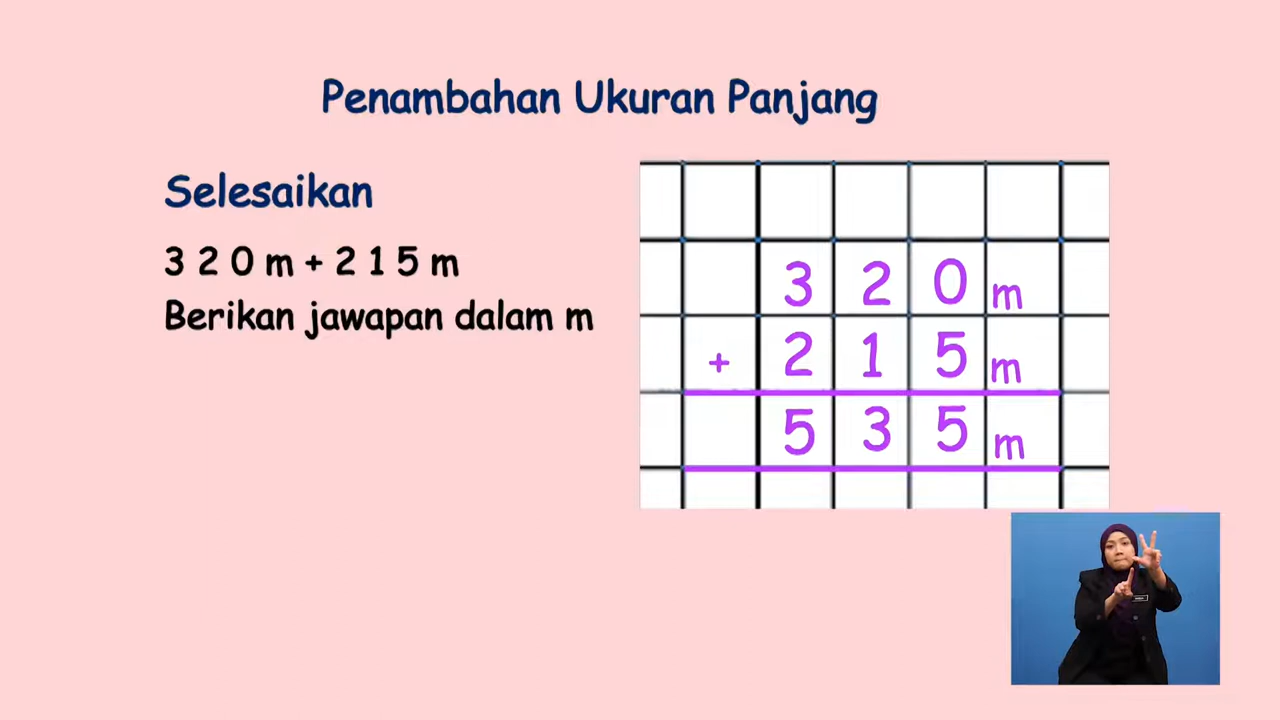 Penambahan Ukuran Panjang
Selesaikan
3 2 0 m + 2 1 5 m
Berikan jawapan dalam m
3 2 0 m
+ 2 1 5 m
5 3 5 m